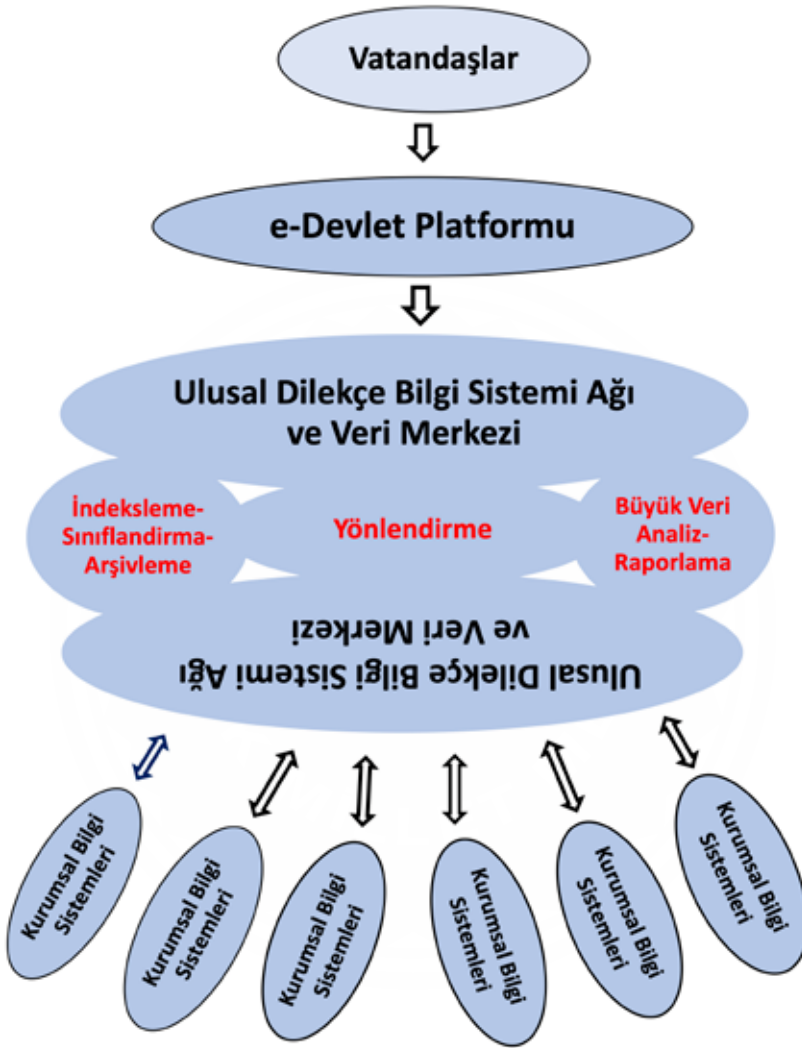 Vatandaşlar
e-Devlet Platformu
Ulusal Dilekçe Bilgi Sistemi Ağı
ve Veri Merkezi
İndeksleme-
Sınıflandırma-
Arşivleme
Yönlendirme
Büyük Veri
Analiz-
Raporlama
Ulusal Dilekçe Bilgi Sistemi Ağı
ve Veri Merkezi
Kurumsal Bilgi
Sistemleri
Kurumsal Bilgi
Sistemleri
Kurumsal Bilgi
Sistemleri
Kurumsal Bilgi
Sistemleri
Kurumsal Bilgi
Sistemleri
Kurumsal Bilgi
Sistemleri